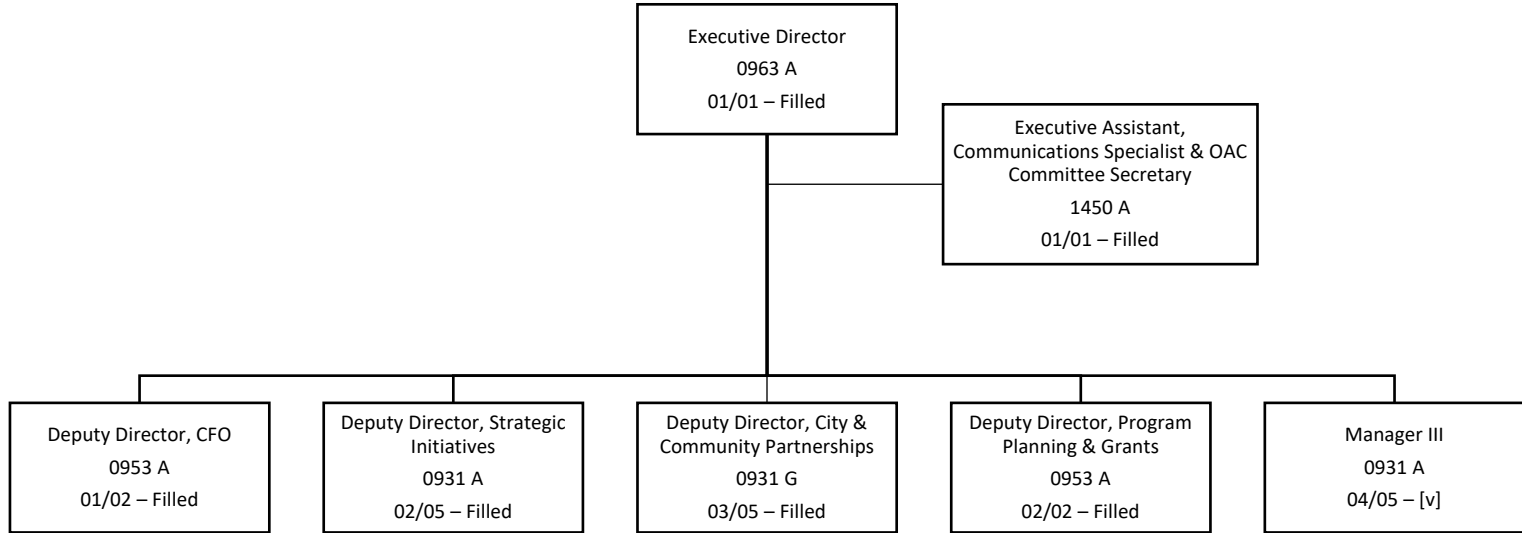 Executive Director
0963 A
01/01 – Filled
Executive Assistant,
Communications Specialist & OAC
Committee Secretary
1450 A
01/01 – Filled
Deputy Director, CFO
0953 A
01/02 – Filled
Deputy Director, Strategic
Initiatives
0931 A
02/05 – Filled
Deputy Director, City &
Community Partnerships
0931 G
03/05 – Filled
Deputy Director, Program
Planning & Grants
0953 A
02/02 – Filled
Manager III
0931 A
04/05 – [v]